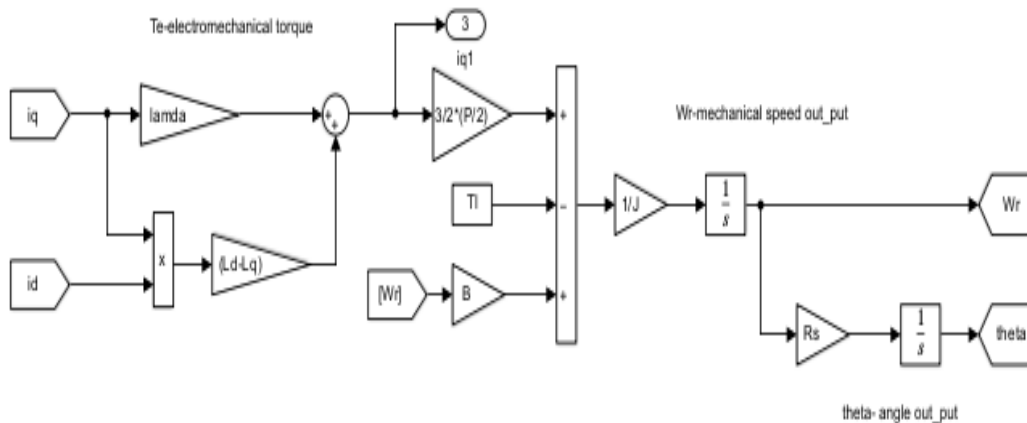 Te-electromechanical torque
3
iq1
iq
lamda
+
+
3/2*(P/2)
+
Wr-mechanical speed out_put
Tl
−
1/J
1
s
Wr
x
(Ld-Lq)
id
[Wr]
B
+
Rs
1
s
theta
theta- angle out_put